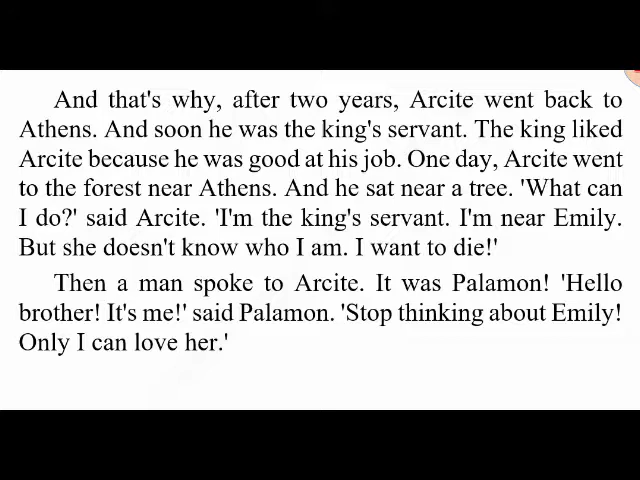 And that's why, after two years, Arcite went back to
Athens. And soon he was the king's servant. The king liked
Arcite because he was good at his job. One day, Arcite went
to the forest near Athens. And he sat near a tree. 'What can
I do?' said Arcite. 'I'm the king's servant. I'm near Emily.
But she doesn't know who I am. I want to die!'
Then a man spoke to Arcite. It was Palamon! 'Hello
brother! It's me!' said Palamon. 'Stop thinking about Emily!
Only I can love her.'